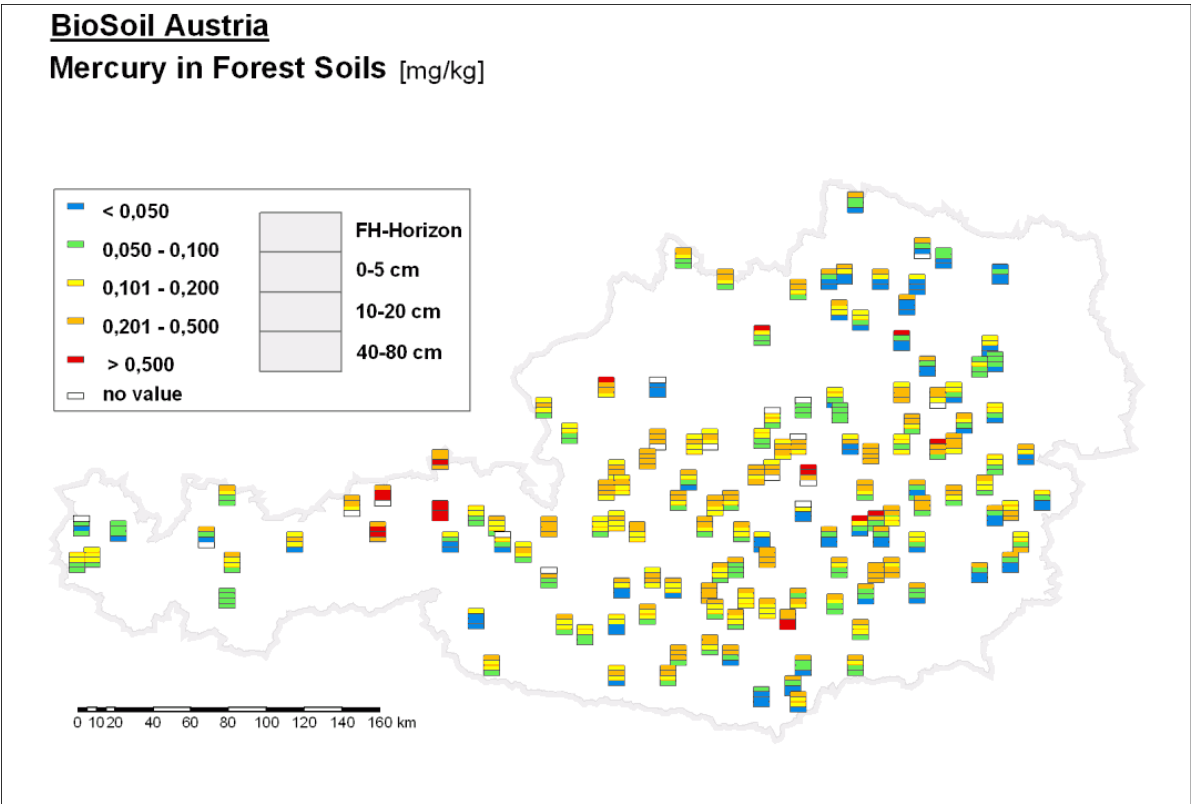 BioSoil Austria
Mercury in Forest Soils [mg/kg]
< 0,050
0,050 - 0,100
0,101 - 0,200
0,201 - 0,500
> 0,500
no value
FH-Horizon
0-5 cm
10-20 cm
40-80 cm
0 10 20 40 60 80 100 120 140 160 km